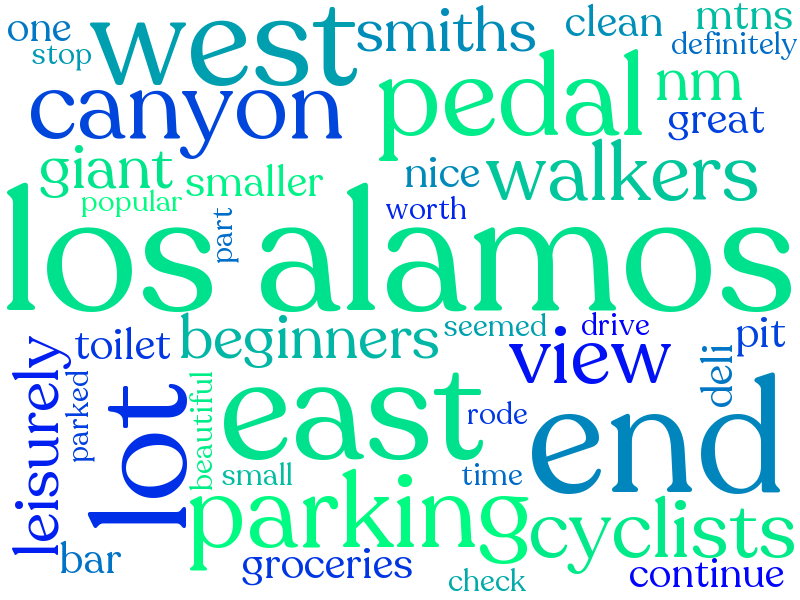 one
stop
west
smiths
clean
mtns
definitely
canyon
pedal
nm
great
giant
smaller
popular
nice
walkers
worth
part
los alamos
toilet
beginners
seemed
drive
view
pit
deli
leisurely
parked
lot
beautiful
east
rode
end
small
time
parking
cyclists
bar
groceries
check
continue